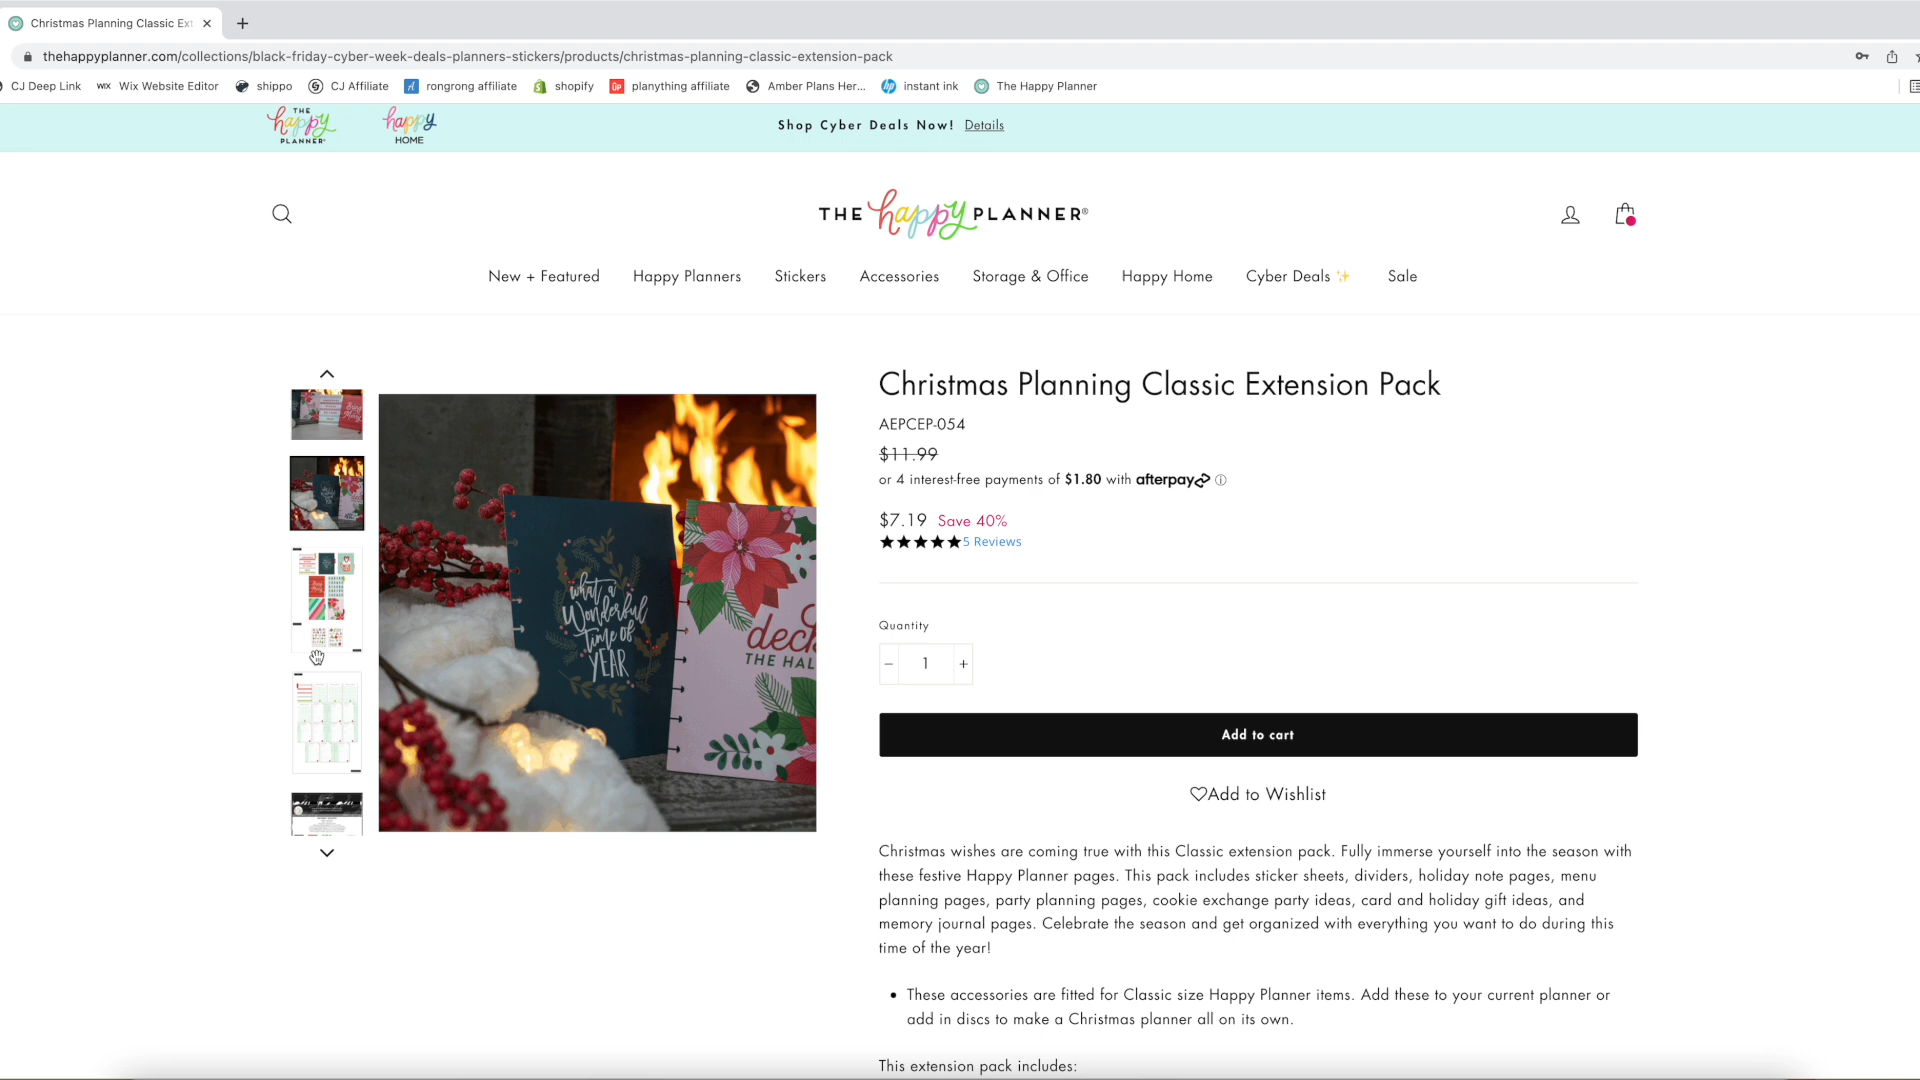 Christmas Planning Classic Ext
thehappyplanner.com/collections/black-friday-cyber-week-deals-planners-stickers/products/christmas-planning-classic-extension-pack
CJ Deep Link
WIX Wix Website Editor
shippo
CJ Affiliate
rongrong affiliate
shopify
planything affiliate
Amber Plans Her...
hp instant ink
The Happy Planner
THE happy PLANNER®
happy HOME
Shop Cyber Deals Now! Details
THE happy PLANNER®
New + Featured
Happy Planners
Stickers
Accessories
Storage & Office
Happy Home
Cyber Deals ✨
Sale
what a
Wonderful
time of
YEAR
deck
THE HAL
Christmas Planning Classic Extension Pack
AEPCEP-054
$11.99
or 4 interest-free payments of $1.80 with afterpay ⓘ
$7.19 Save 40%
★★★★★5 Reviews
Quantity
− 1 +
Add to cart
♡Add to Wishlist
Christmas wishes are coming true with this Classic extension pack. Fully immerse yourself into the season with
these festive Happy Planner pages. This pack includes sticker sheets, dividers, holiday note pages, menu
planning pages, party planning pages, cookie exchange party ideas, card and holiday gift ideas, and
memory journal pages. Celebrate the season and get organized with everything you want to do during this
time of the year!
• These accessories are fitted for Classic size Happy Planner items. Add these to your current planner or
add in discs to make a Christmas planner all on its own.
This extension pack includes: